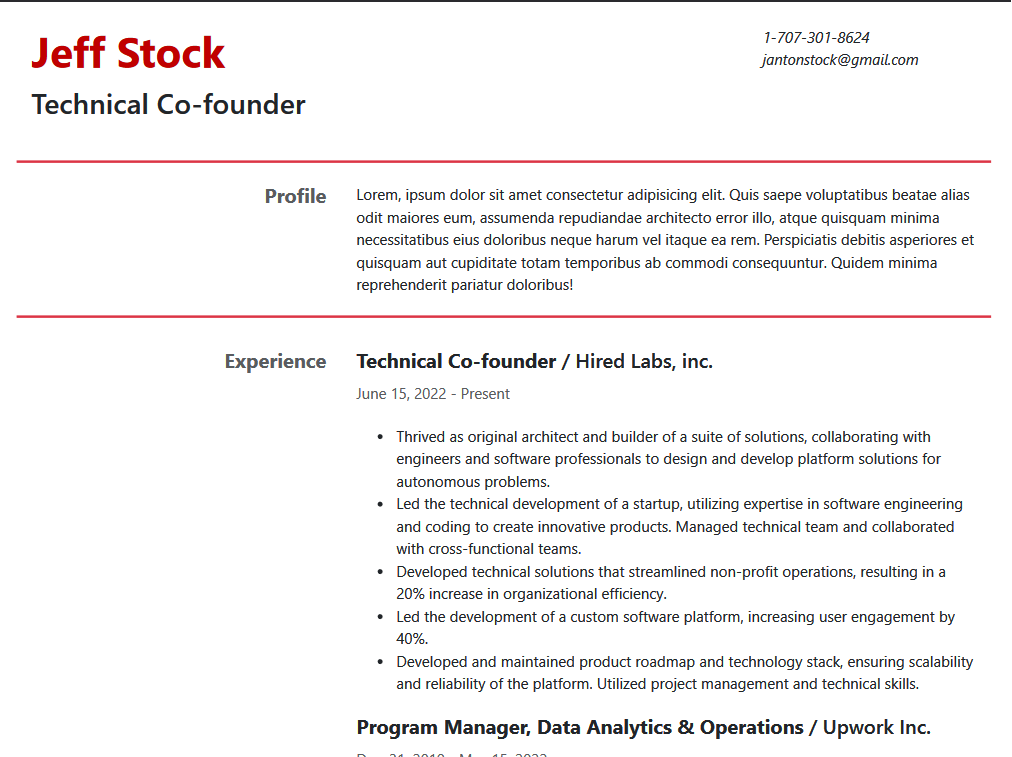 Jeff Stock
1-707-301-8624
jantonstock@gmail.com
Technical Co-founder
Profile
Lorem, ipsum dolor sit amet consectetur adipisicing elit. Quis saepe voluptatibus beatae alias
odit maiores eum, assumenda repudiandae architecto error illo, atque quisquam minima
necessitatibus eius doloribus neque harum vel itaque ea rem. Perspiciatis debitis asperiores et
quisquam aut cupiditate totam temporibus ab commodi consequuntur. Quidem minima
reprehenderit pariatur doloribus!
Experience
Technical Co-founder / Hired Labs, inc.
June 15, 2022 - Present
• Thrived as original architect and builder of a suite of solutions, collaborating with
engineers and software professionals to design and develop platform solutions for
autonomous problems.
• Led the technical development of a startup, utilizing expertise in software engineering
and coding to create innovative products. Managed technical team and collaborated
with cross-functional teams.
• Developed technical solutions that streamlined non-profit operations, resulting in a
20% increase in organizational efficiency.
• Led the development of a custom software platform, increasing user engagement by
40%.
• Developed and maintained product roadmap and technology stack, ensuring scalability
and reliability of the platform. Utilized project management and technical skills.
Program Manager, Data Analytics & Operations / Upwork Inc.